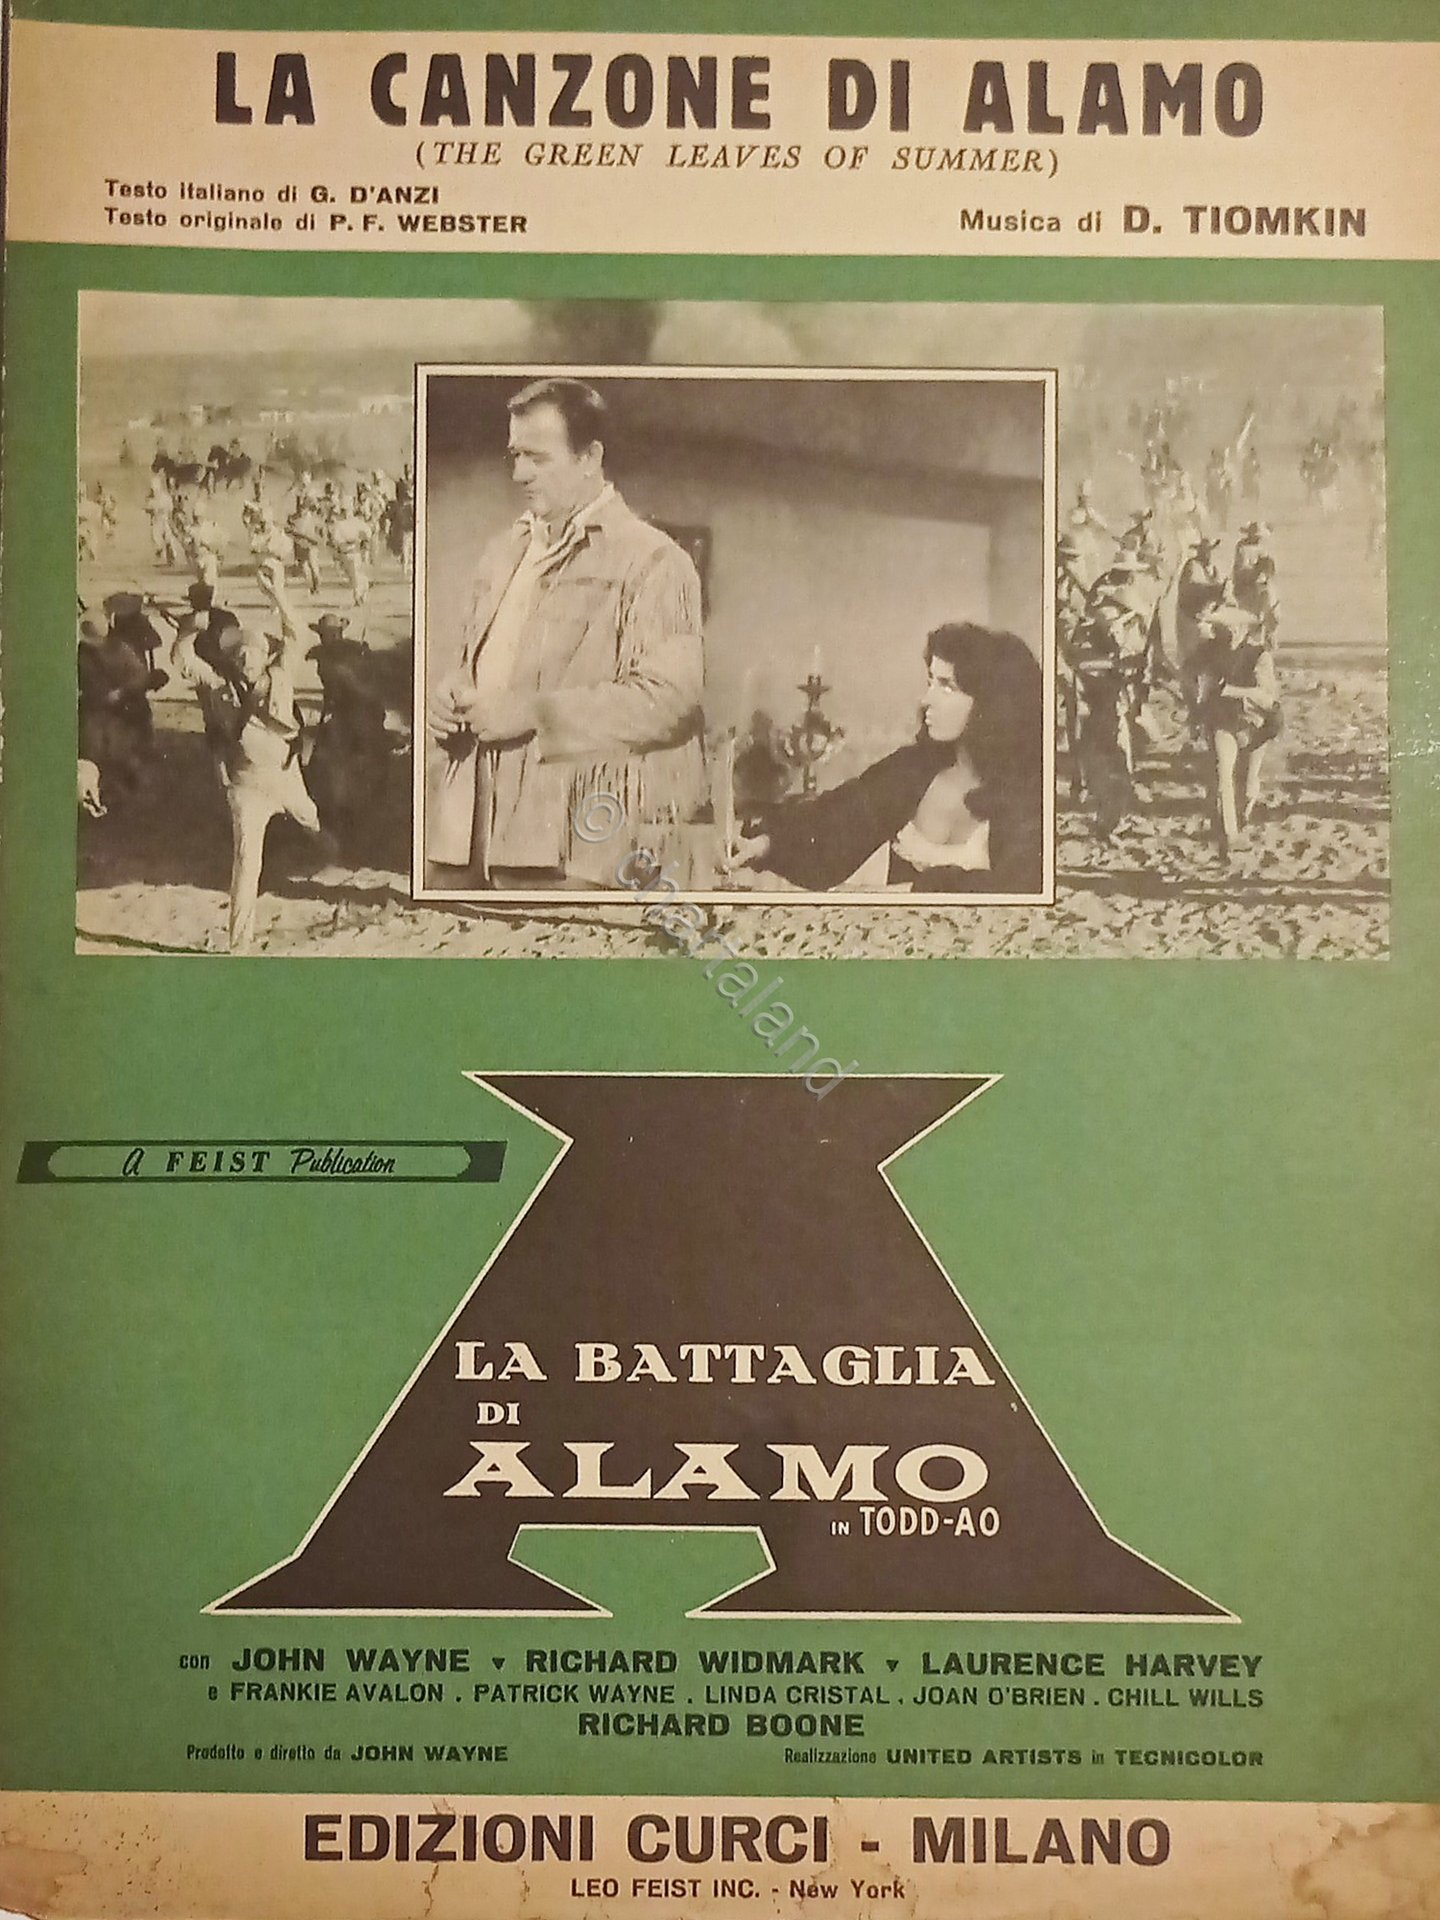 LA CANZONE DI ALAMO
(THE GREEN LEAVES OF SUMMER)
Testo italiano di G. D'ANZI
Testo originale di P. F. WEBSTER
Musica di D. TIOMKIN
© chartaland
A FEIST Publication
LA BATTAGLIA
DI
ALAMO
IN TODD-AO
con JOHN WAYNE ▾ RICHARD WIDMARK ▾ LAURENCE HARVEY
e FRANKIE AVALON . PATRICK WAYNE . LINDA CRISTAL . JOAN O'BRIEN . CHILL WILLS
RICHARD BOONE
Prodotto e diretto da JOHN WAYNE
Realizzazione UNITED ARTISTS in TECNICOLOR
EDIZIONI CURCI - MILANO
LEO FEIST INC. - New York